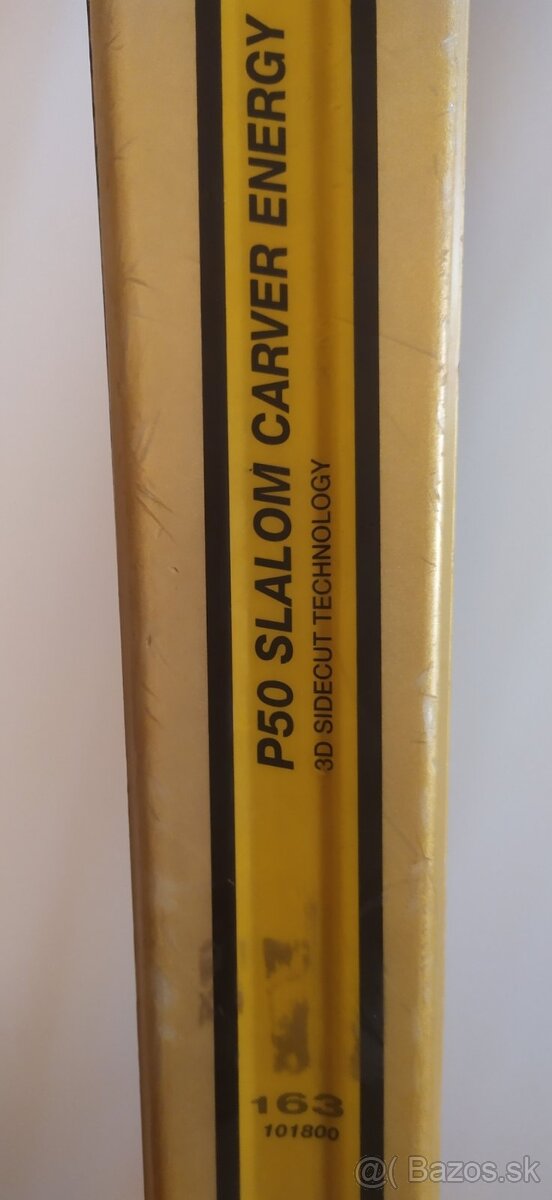 P50 SLALOM CARVER ENERGY
3D SIDECUT TECHNOLOGY
163
101800
@( Bazos.sk